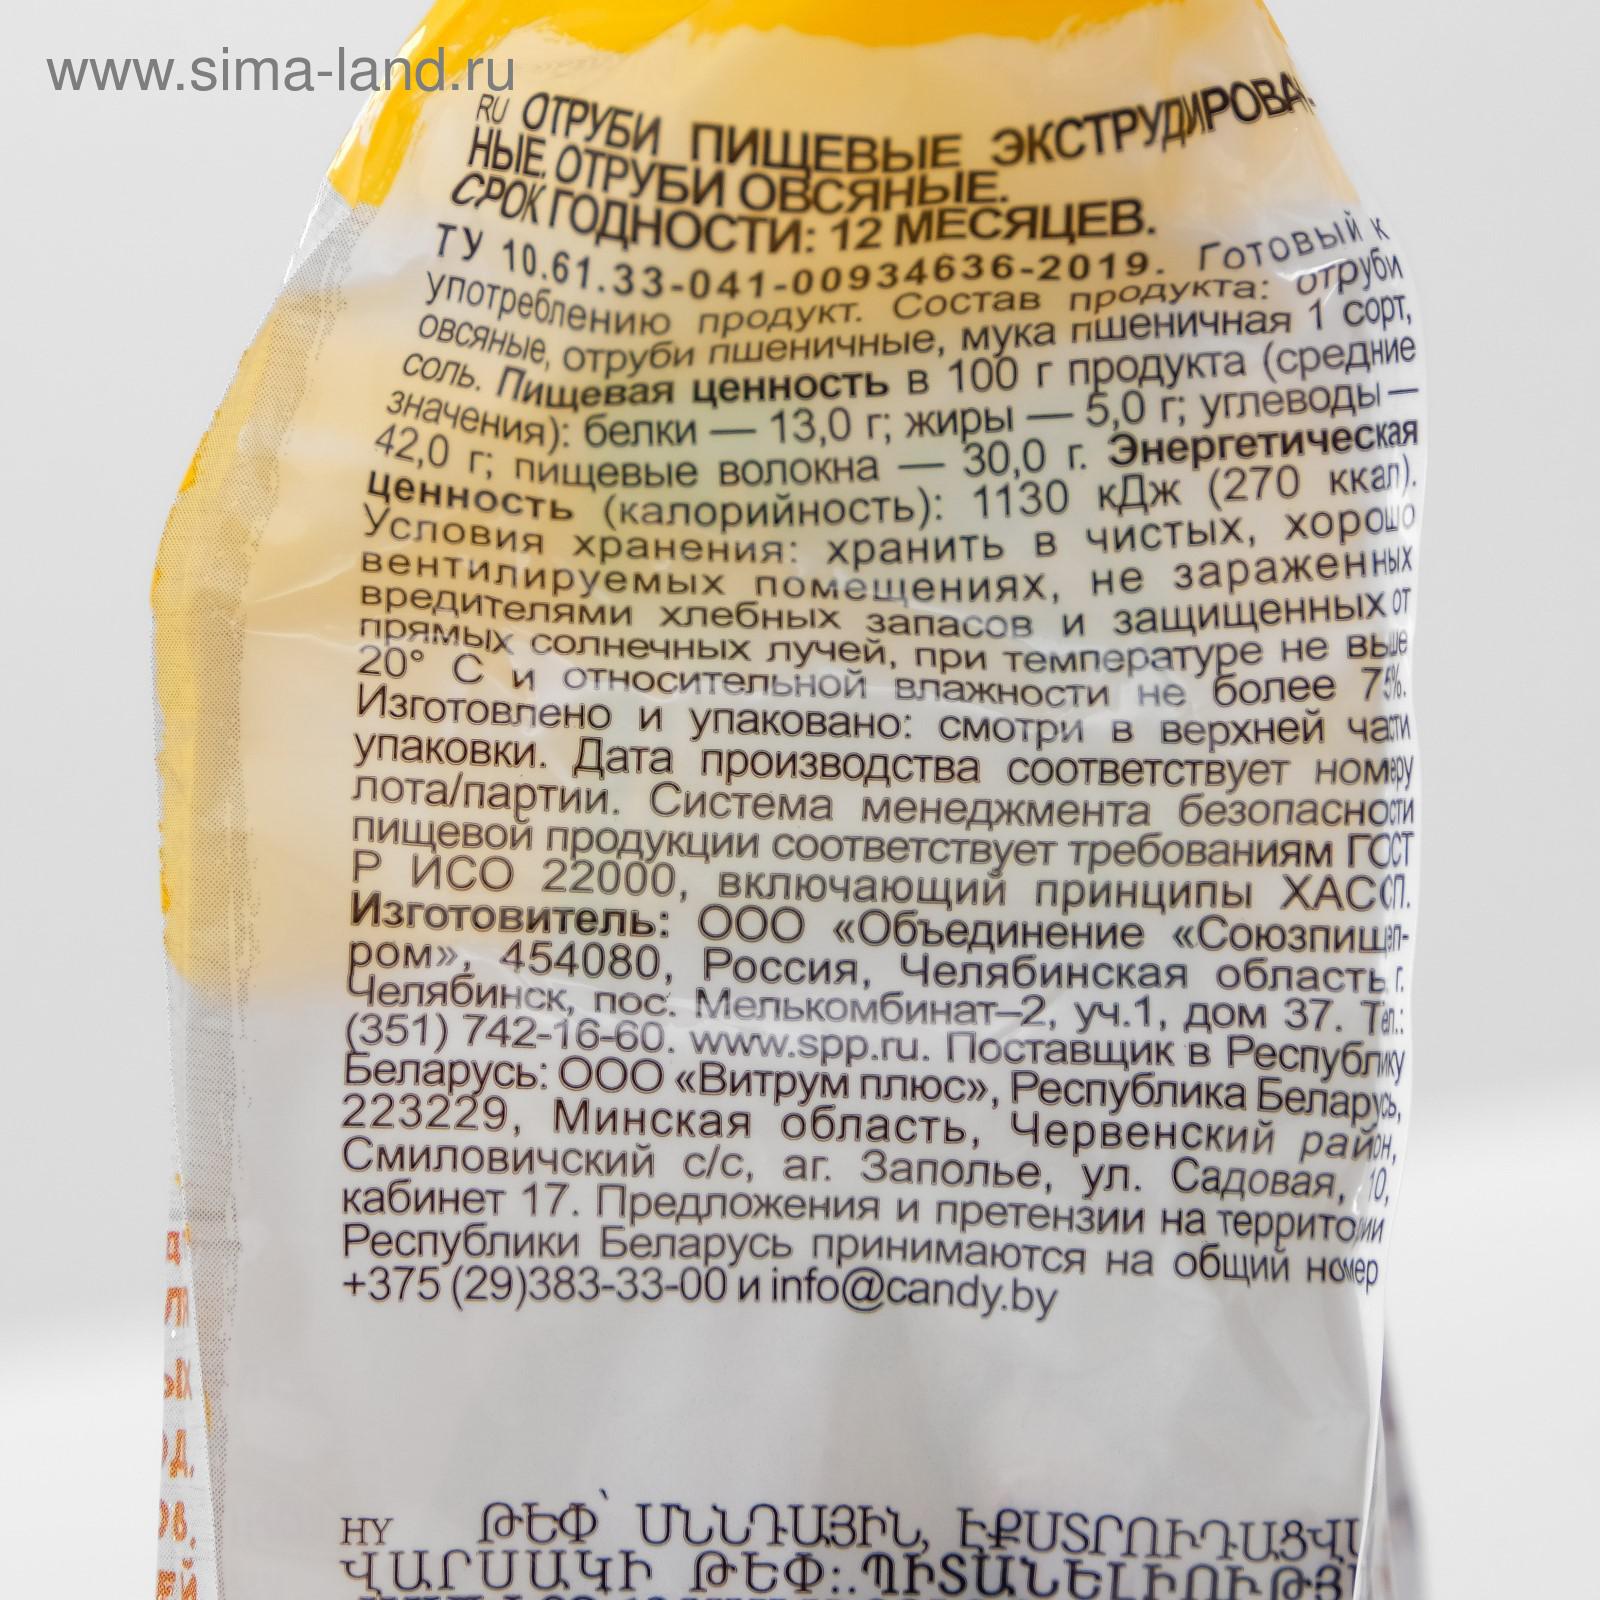 www.sima-land.ru
RU ОТРУБИ ПИЩЕВЫЕ ЭКСТРУДИРОВАН-
НЫЕ. ОТРУБИ ОВСЯНЫЕ.
СРОК ГОДНОСТИ: 12 МЕСЯЦЕВ.
ТУ 10.61.33-041-00934636-2019. Готовый к
употреблению продукт. Состав продукта: отруби
овсяные, отруби пшеничные, мука пшеничная 1 сорт,
соль. Пищевая ценность в 100 г продукта (средние
значения): белки — 13,0 г; жиры — 5,0 г; углеводы —
42,0 г; пищевые волокна — 30,0 г. Энергетическая
ценность (калорийность): 1130 кДж (270 ккал).
Условия хранения: хранить в чистых, хорошо
вентилируемых помещениях, не зараженных
вредителями хлебных запасов и защищенных от
прямых солнечных лучей, при температуре не выше
20° С и относительной влажности не более 75%.
Изготовлено и упаковано: смотри в верхней части
упаковки. Дата производства соответствует номеру
лота/партии. Система менеджмента безопасности
пищевой продукции соответствует требованиям ГОСТ
Р ИСО 22000, включающий принципы ХАССП.
Изготовитель: ООО «Объединение «Союзпищеп-
ром», 454080, Россия, Челябинская область г.
Челябинск, пос. Мелькомбинат–2, уч.1, дом 37. Тел.:
(351) 742-16-60. www.spp.ru. Поставщик в Республику
Беларусь: ООО «Витрум плюс», Республика Беларусь,
223229, Минская область, Червенский район,
Смиловичский с/с, аг. Заполье, ул. Садовая, 10,
кабинет 17. Предложения и претензии на территории
Республики Беларусь принимаются на общий номер
+375 (29)383-33-00 и info@candy.by
HY ԹԵՓ՝ ՍՆՆԴԱՅԻՆ, ԷՔՍՏՐՈՒԴԱՑՎԱ
ՎԱՐՍԱԿԻ ԹԵՓ: ՊԻՏԱՆԵԼԻՈՒԹՅ